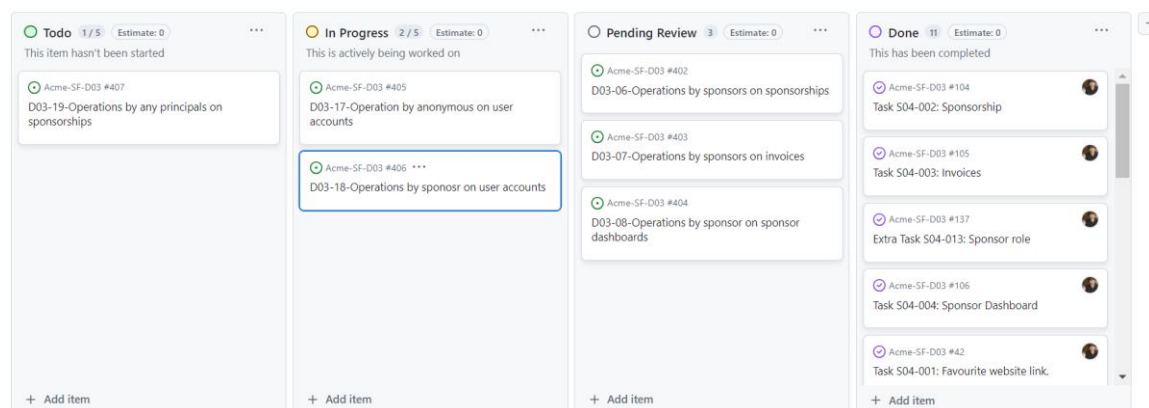 Todo 1 / 5 Estimate: 0 ...
This item hasn't been started
Acme-SF-D03 #407
D03-19-Operations by any principals on
sponsorships
+ Add item
In Progress 2 / 5 Estimate: 0 ...
This is actively being worked on
Acme-SF-D03 #405
D03-17-Operation by anonymous on user
accounts
Acme-SF-D03 #406 ...
D03-18-Operations by sponosr on user accounts
+ Add item
Pending Review 3 Estimate: 0 ...
Acme-SF-D03 #402
D03-06-Operations by sponsors on sponsorships
Acme-SF-D03 #403
D03-07-Operations by sponsors on invoices
Acme-SF-D03 #404
D03-08-Operations by sponsor on sponsor
dashboards
+ Add item
Done 11 Estimate: 0 ...
This has been completed
Acme-SF-D03 #104
Task S04-002: Sponsorship
Acme-SF-D03 #105
Task S04-003: Invoices
Acme-SF-D03 #137
Extra Task S04-013: Sponsor role
Acme-SF-D03 #106
Task S04-004: Sponsor Dashboard
Acme-SF-D03 #42
Task S04-001: Favourite website link.
+ Add item